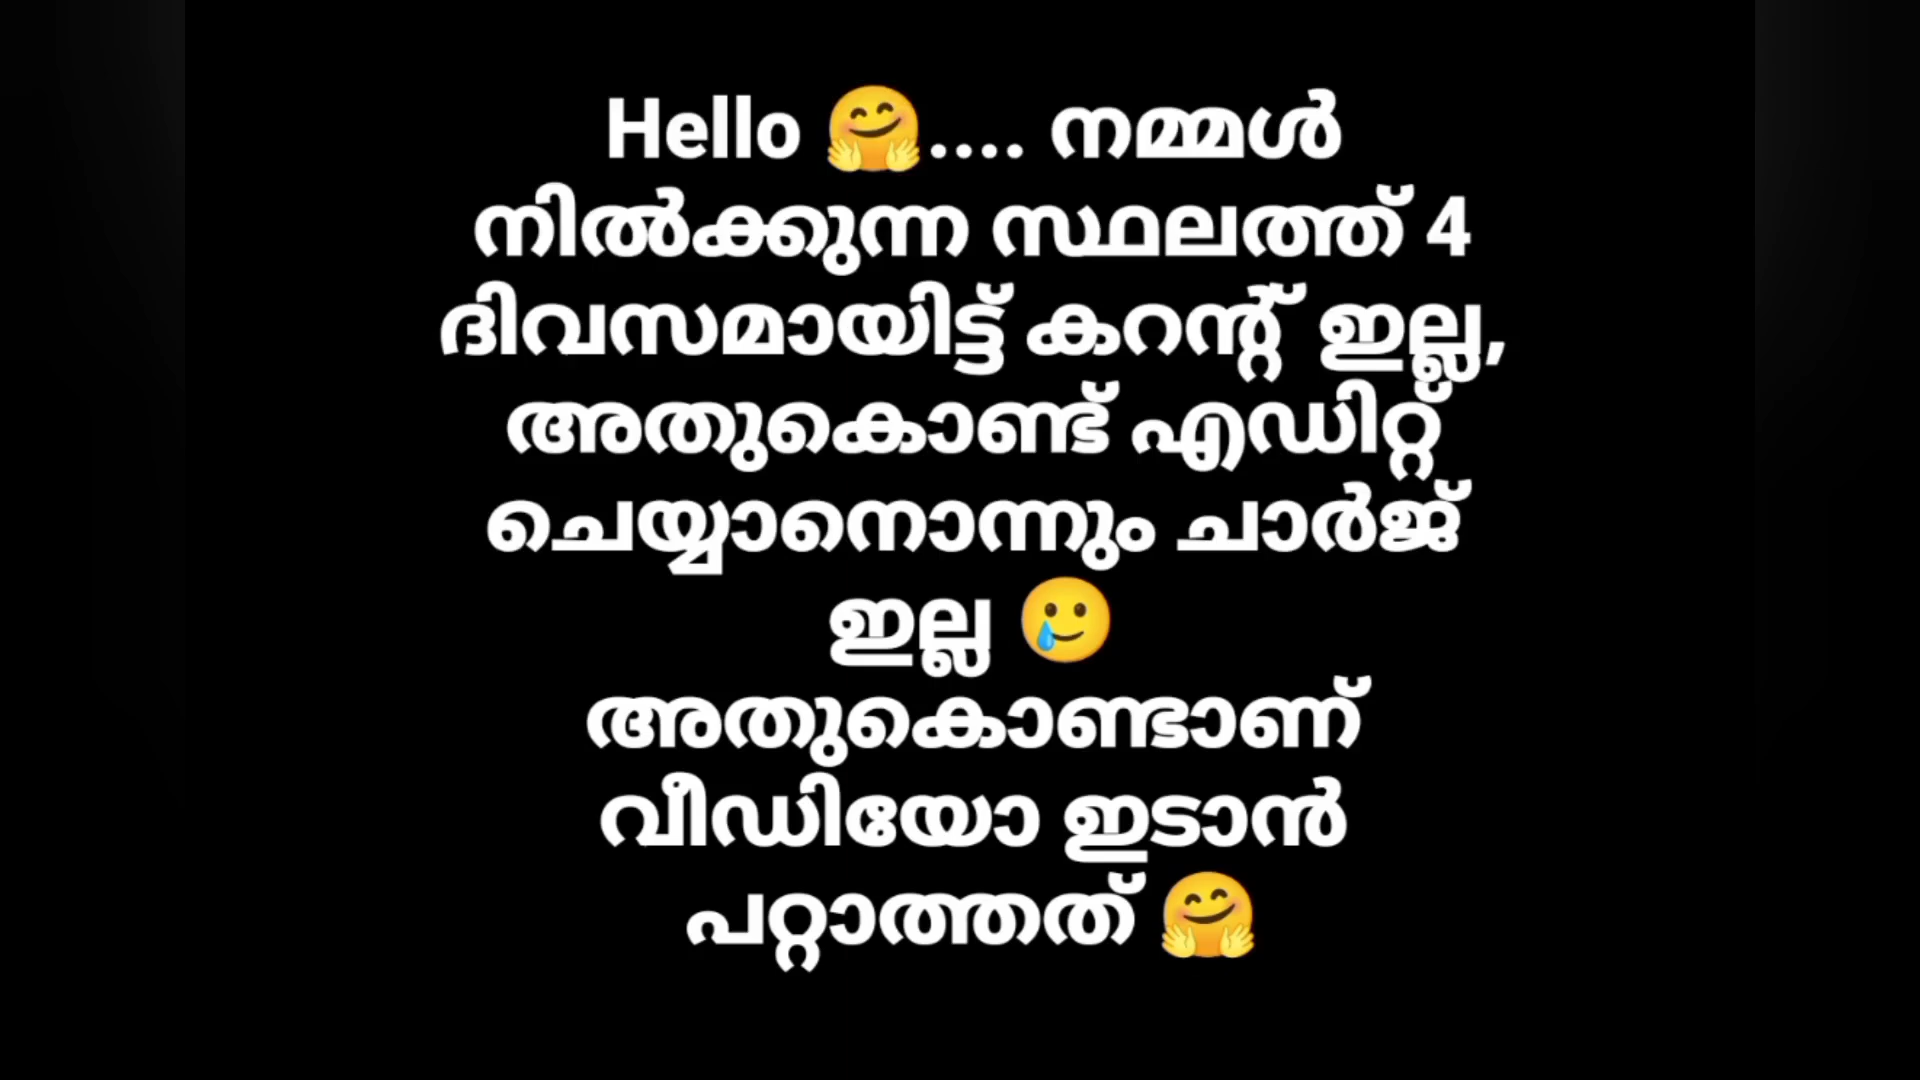 Hello 🤗.... നമ്മൾ
നിൽക്കുന്ന സ്ഥലത്ത് 4
ദിവസമായിട്ട് കറന്റ് ഇല്ല,
അതുകൊണ്ട് എഡിറ്റ്
ചെയ്യാനൊന്നും ചാർജ്
ഇല്ല 🥲
അതുകൊണ്ടാണ്
വീഡിയോ ഇടാൻ
പറ്റാത്തത് 🤗